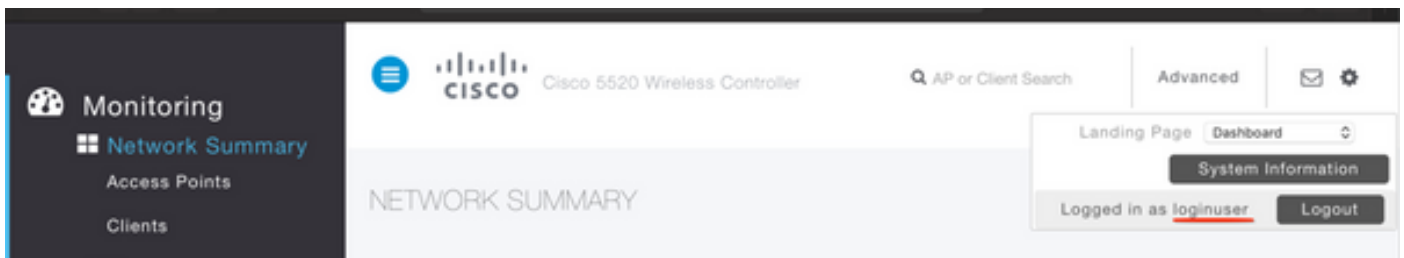 Monitoring
Network Summary
Access Points
Clients
CISCO
Cisco 5520 Wireless Controller
AP or Client Search
Advanced
Landing Page Dashboard
System Information
Logged in as loginuser Logout
NETWORK SUMMARY